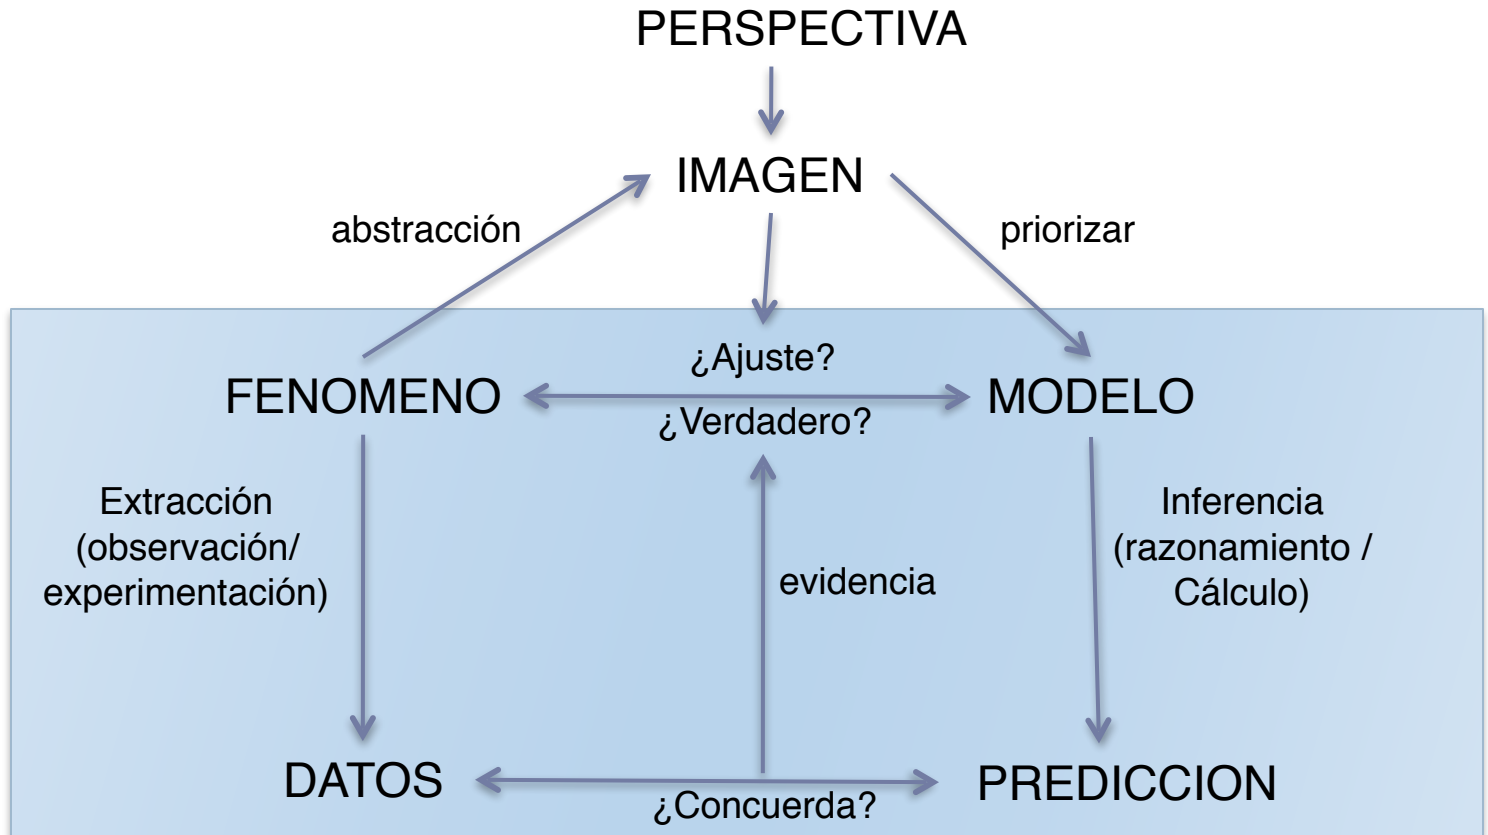 PERSPECTIVA
IMAGEN
abstracción
priorizar
¿Ajuste?
FENOMENO
MODELO
¿Verdadero?
Extracción
(observación/
experimentación)
evidencia
Inferencia
(razonamiento /
Cálculo)
DATOS
PREDICCION
¿Concuerda?